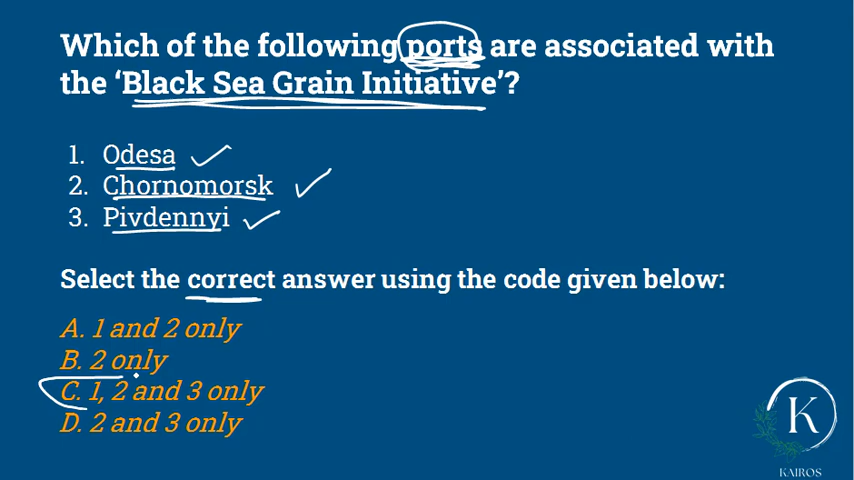 Which of the following ports are associated with
the ‘Black Sea Grain Initiative’?
1. Odesa
2. Chornomorsk
3. Pivdennyi
Select the correct answer using the code given below:
A. 1 and 2 only
B. 2 only
C. 1, 2 and 3 only
D. 2 and 3 only
K
KAIROS